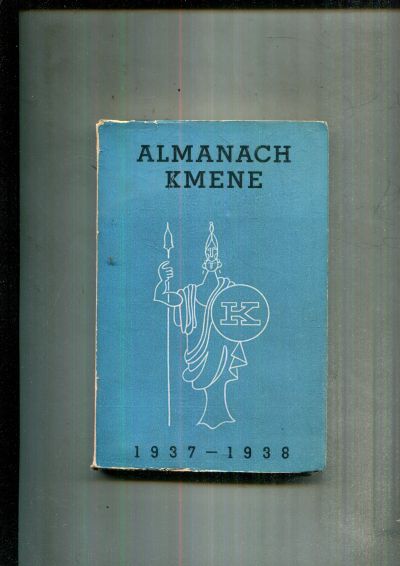 ALMANACH
KMENE
K
1937 — 1938